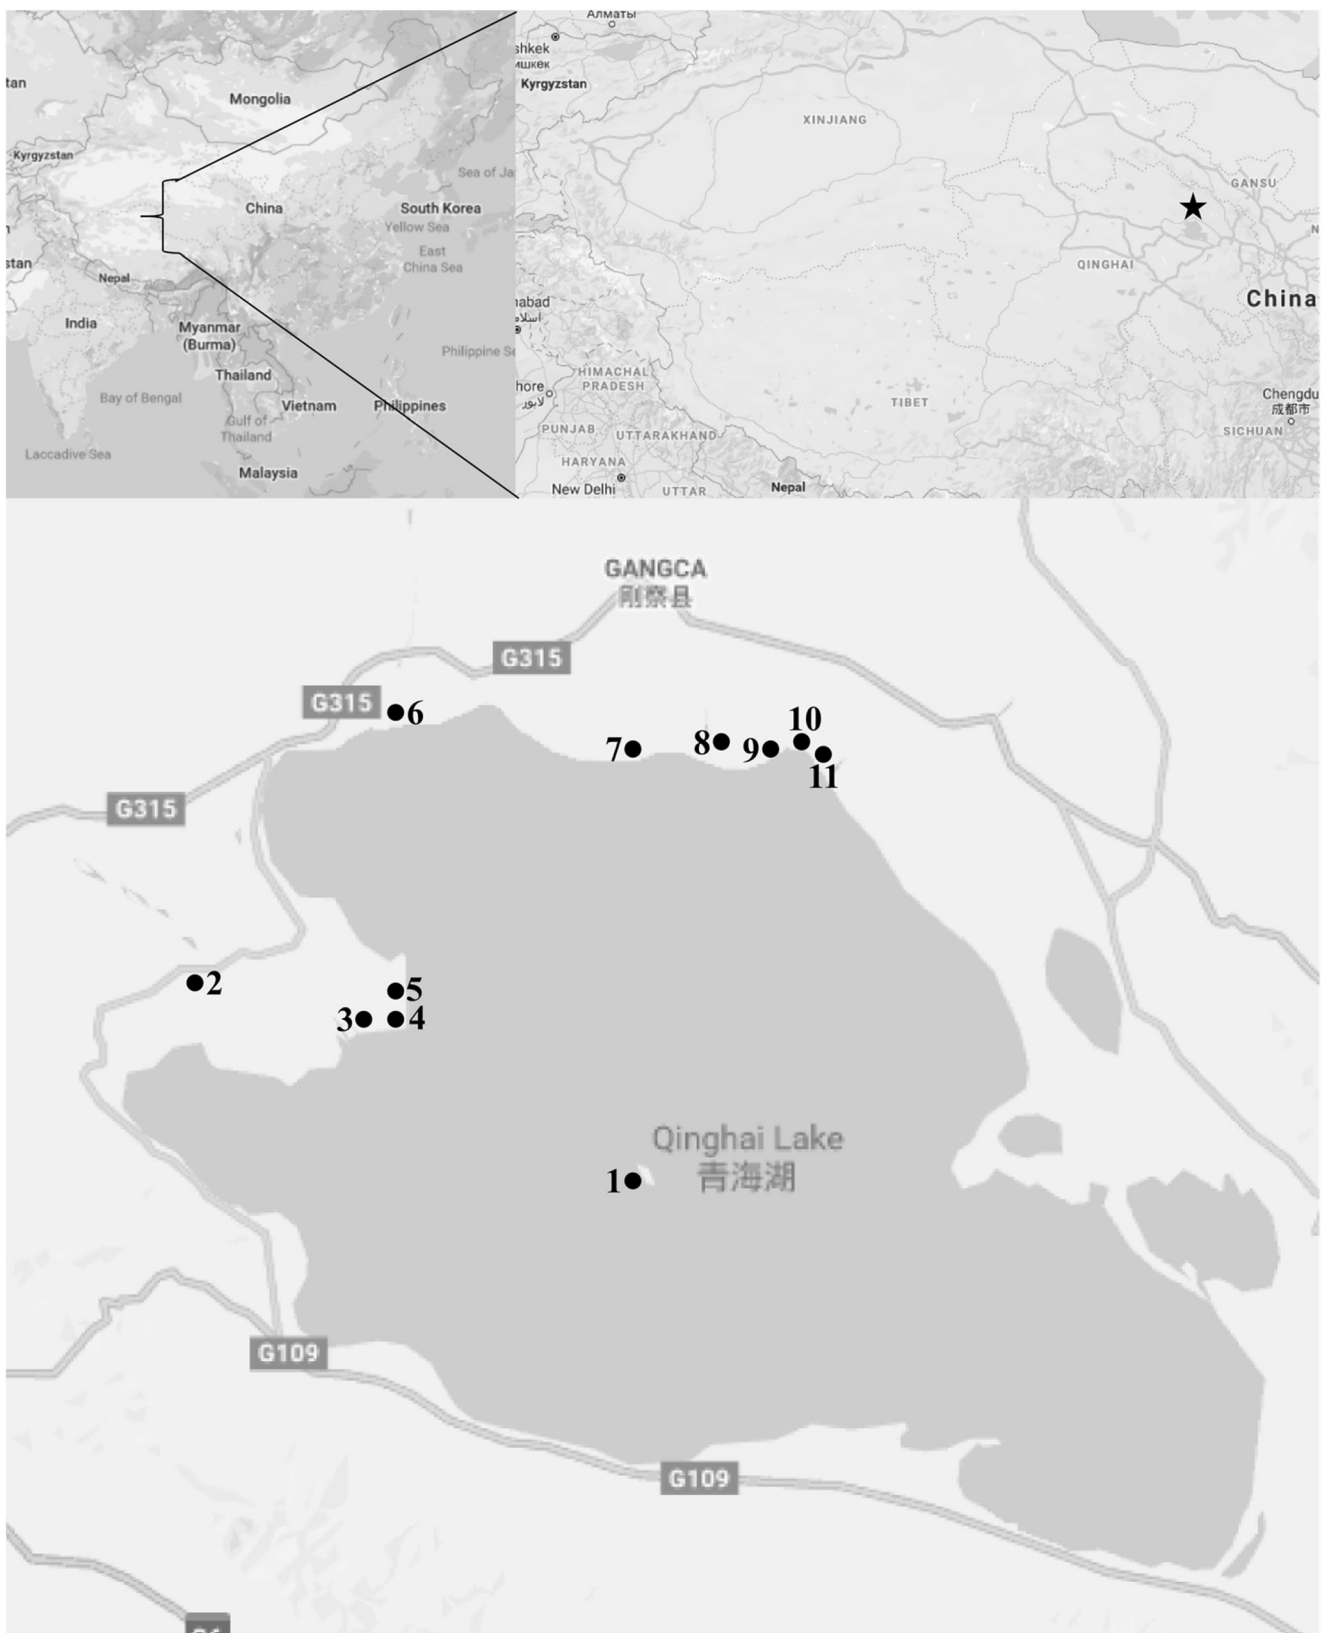 tan
Mongolia
Kyrgyzstan
Sea of Ja
China
South Korea
Yellow Sea
East
China Sea
stan
Nepal
India
Myanmar
(Burma)
Philippine Se
Thailand
Bay of Bengal
Vietnam
Philippines
Gulf of
Thailand
Laccadive Sea
Malaysia
Алматы
shkek
ишкек
Kyrgyzstan
XINJIANG
GANSU
N
QINGHAI
China
nabad
HIMACHAL
PRADESH
hore
لاہور
TIBET
Chengdu
成都市
PUNJAB
UTTARAKHAND
SICHUAN
HARYANA
New Delhi
UTTAR
Nepal
GANGCA
刚察县
G315
G315
6
10
7
8
9
11
G315
2
5
3
4
Qinghai Lake
青海湖
1
G109
G109